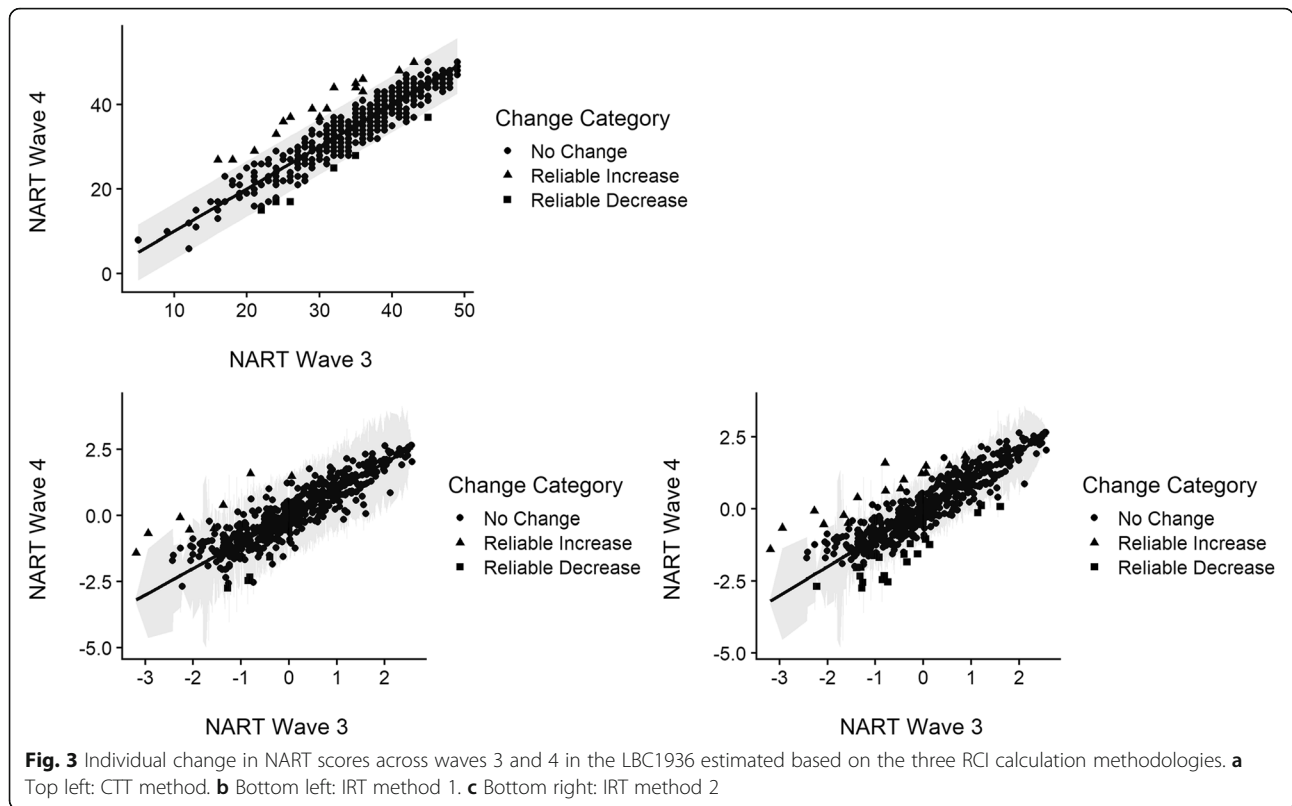 NART Wave 4
40
20
0
10 20 30 40 50
NART Wave 3
Change Category
No Change
Reliable Increase
Reliable Decrease
NART Wave 4
2.5
0.0
-2.5
-5.0
-3 -2 -1 0 1 2
NART Wave 3
Change Category
No Change
Reliable Increase
Reliable Decrease
NART Wave 4
2.5
0.0
-2.5
-5.0
-3 -2 -1 0 1 2
NART Wave 3
Change Category
No Change
Reliable Increase
Reliable Decrease
Fig. 3 Individual change in NART scores across waves 3 and 4 in the LBC1936 estimated based on the three RCI calculation methodologies. a
Top left: CTT method. b Bottom left: IRT method 1. c Bottom right: IRT method 2